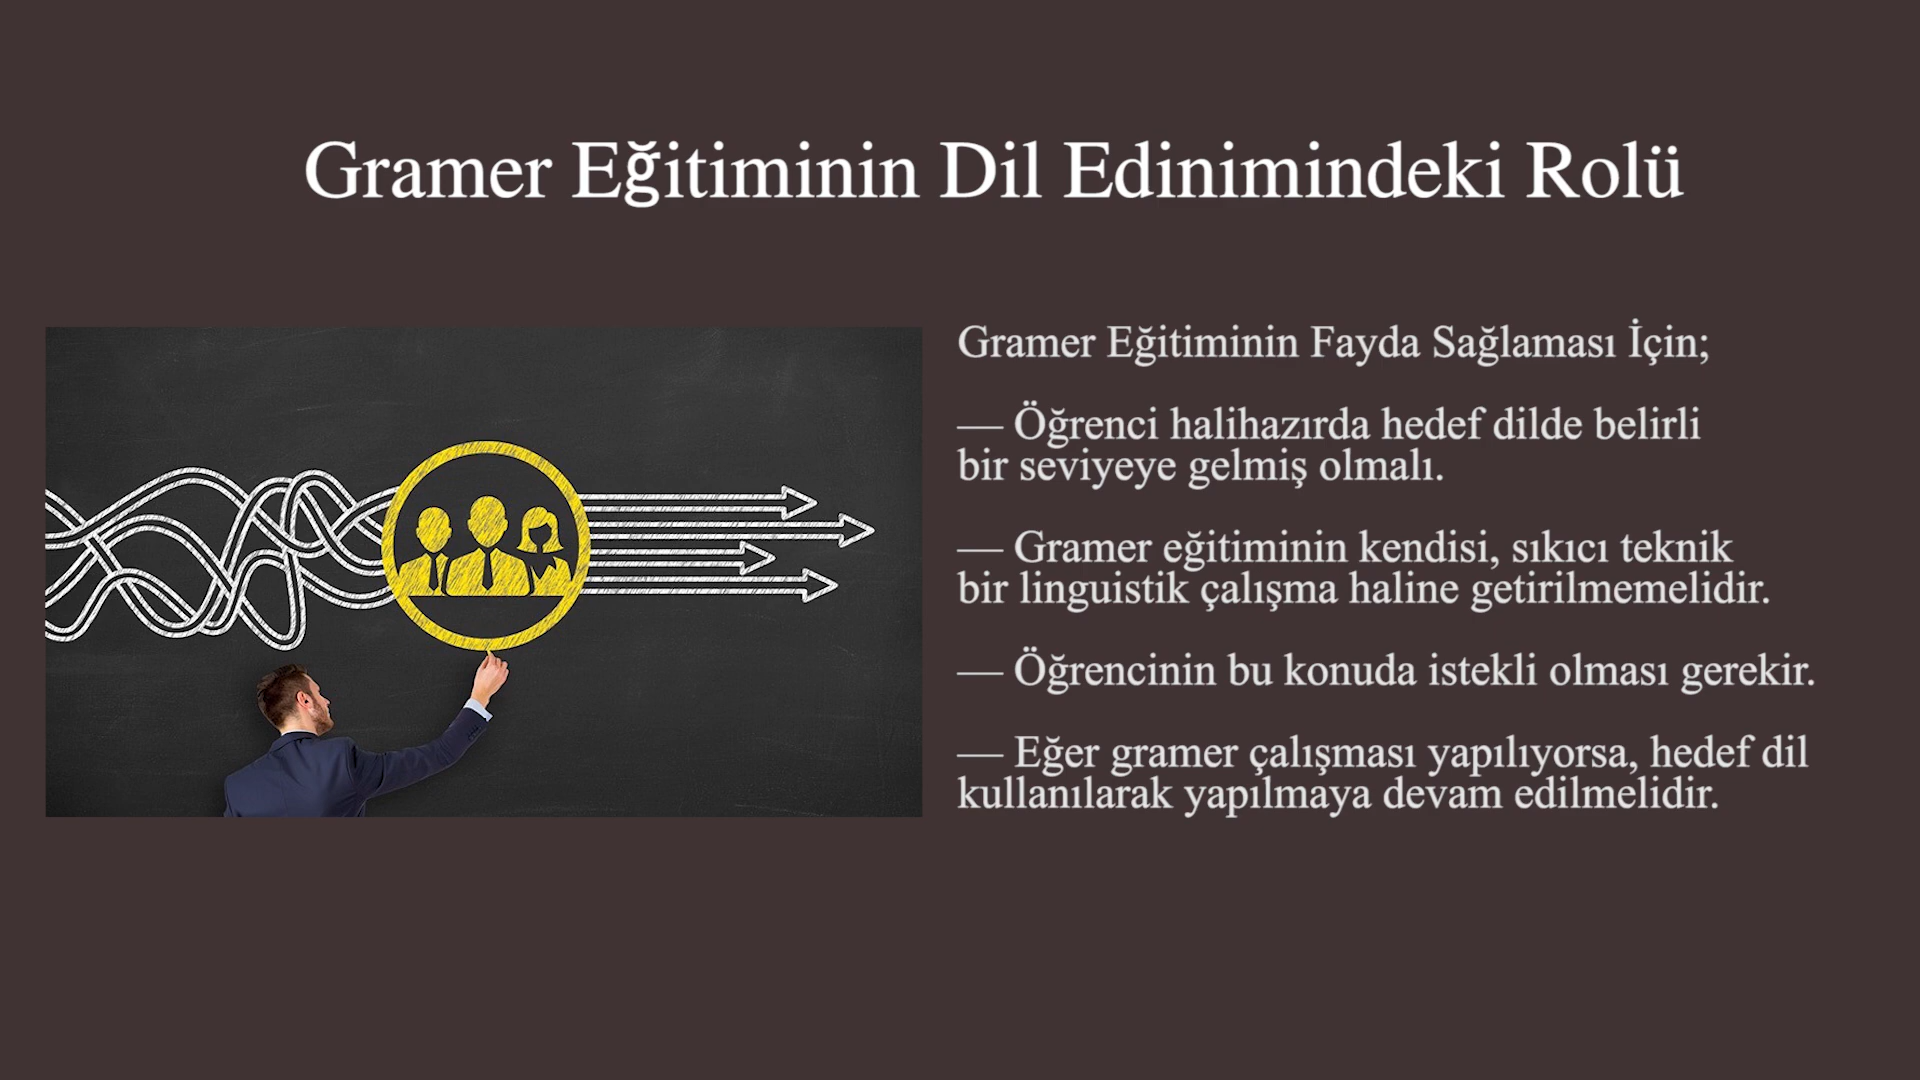 Gramer Eğitiminin Dil Edinimindeki Rolü
Gramer Eğitiminin Fayda Sağlaması İçin;
— Öğrenci halihazırda hedef dilde belirli
bir seviyeye gelmiş olmalı.
— Gramer eğitiminin kendisi, sıkıcı teknik
bir linguistik çalışma haline getirilmemelidir.
— Öğrencinin bu konuda istekli olması gerekir.
— Eğer gramer çalışması yapılıyorsa, hedef dil
kullanılarak yapılmaya devam edilmelidir.